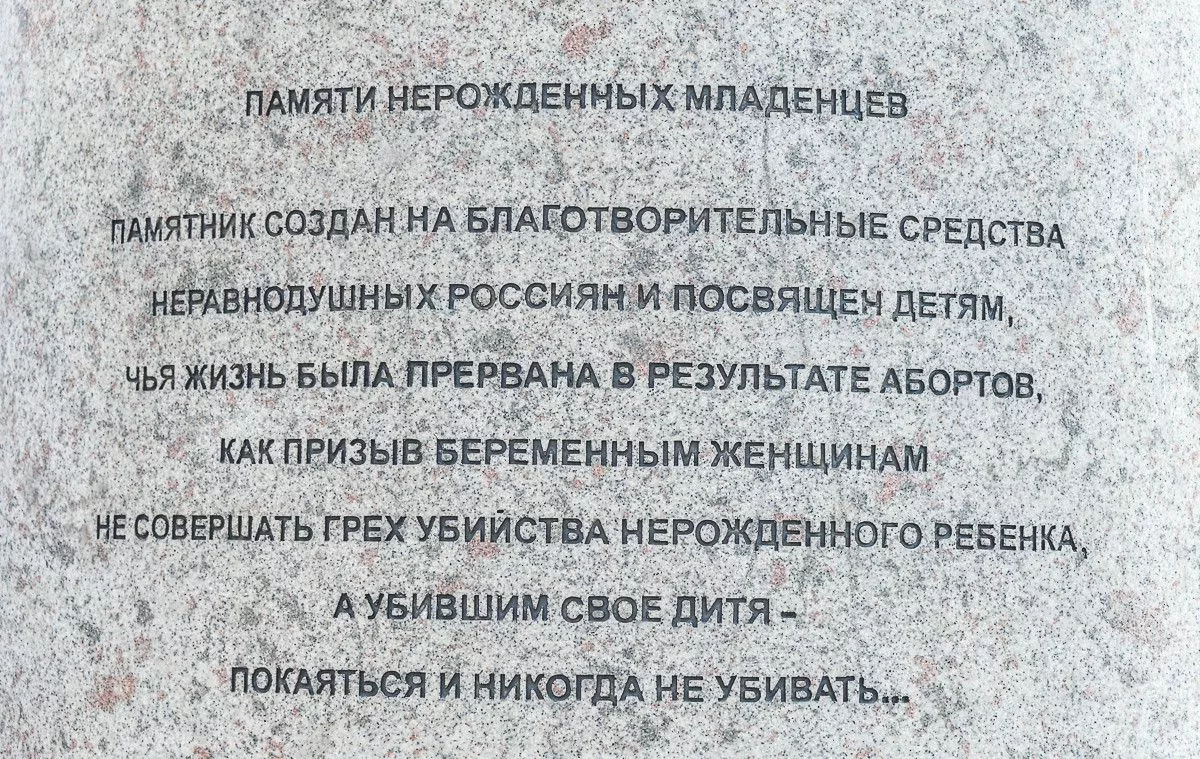 ПАМЯТИ НЕРОЖДЕННЫХ МЛАДЕНЦЕВ
ПАМЯТНИК СОЗДАН НА БЛАГОТВОРИТЕЛЬНЫЕ СРЕДСТВА
НЕРАВНОДУШНЫХ РОССИЯН И ПОСВЯЩЕН ДЕТЯМ,
ЧЬЯ ЖИЗНЬ БЫЛА ПРЕРВАНА В РЕЗУЛЬТАТЕ АБОРТОВ,
КАК ПРИЗЫВ БЕРЕМЕННЫМ ЖЕНЩИНАМ
НЕ СОВЕРШАТЬ ГРЕХ УБИЙСТВА НЕРОЖДЕННОГО РЕБЕНКА,
А УБИВШИМ СВОЕ ДИТЯ -
ПОКАЯТЬСЯ И НИКОГДА НЕ УБИВАТЬ...